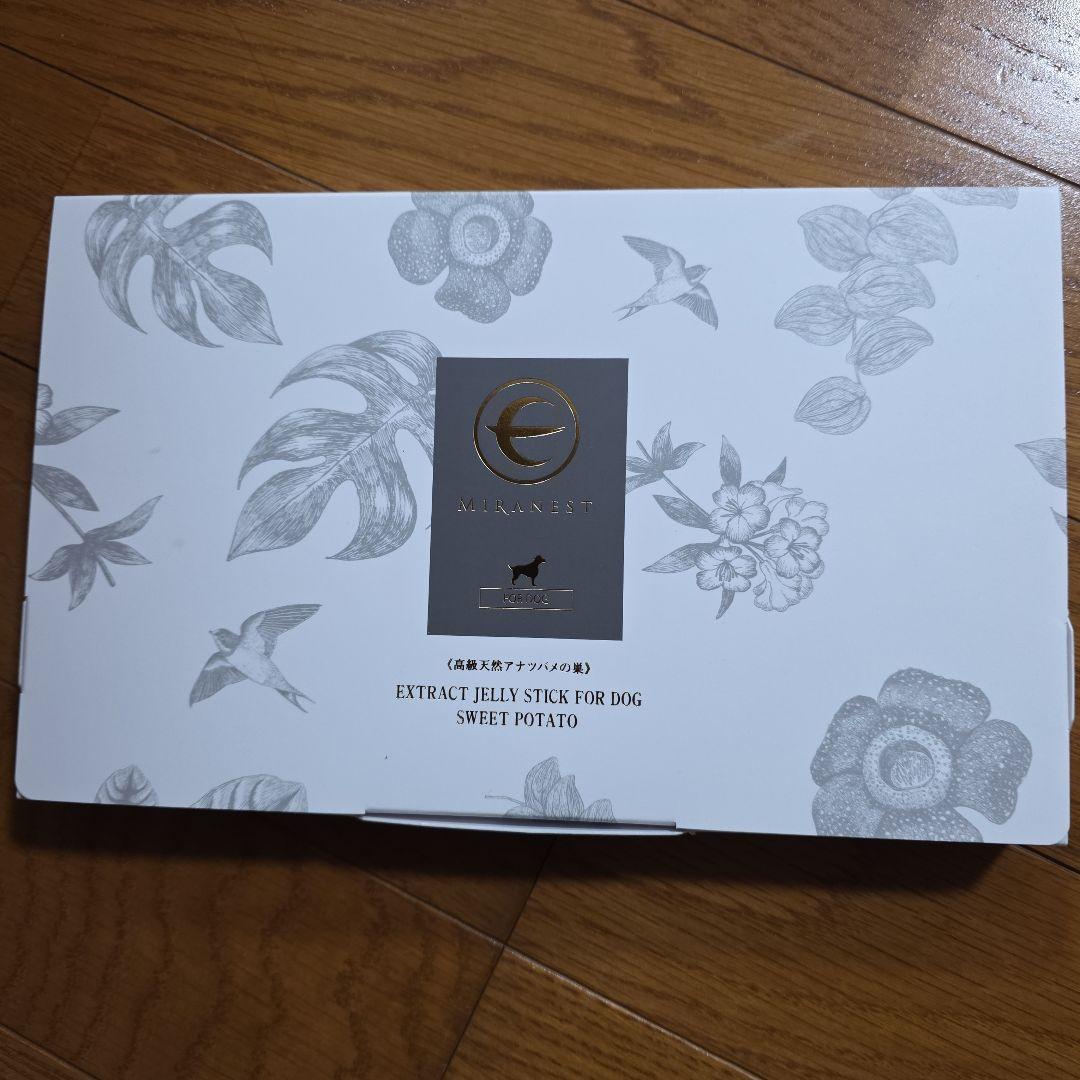 MIRANEST
FOR DOG
《高級天然アナツバメの巣》
EXTRACT JELLY STICK FOR DOG
SWEET POTATO